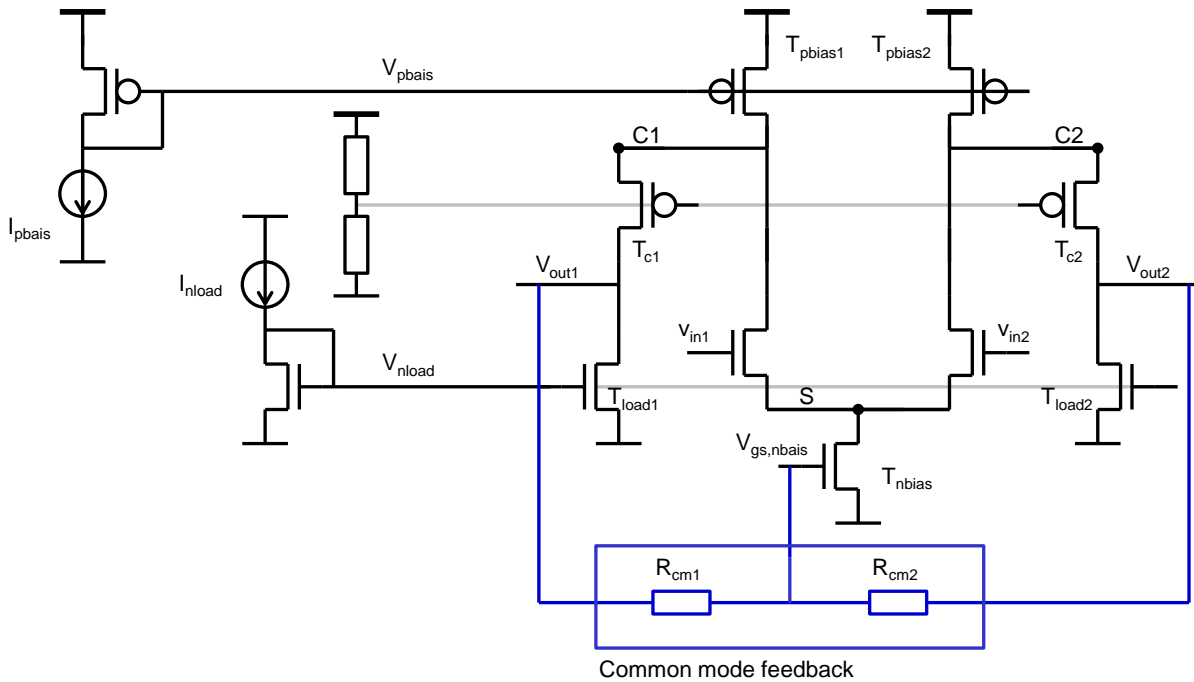 Tpbias1
Tpbias2
Vpbais
C1
C2
Ipbais
Tc1
Tc2
Inload
Vout1
Vout2
vin1
vin2
Vnload
Tload1
S
Tload2
Vgs,nbais
Tnbias
Rcm1
Rcm2
Common mode feedback